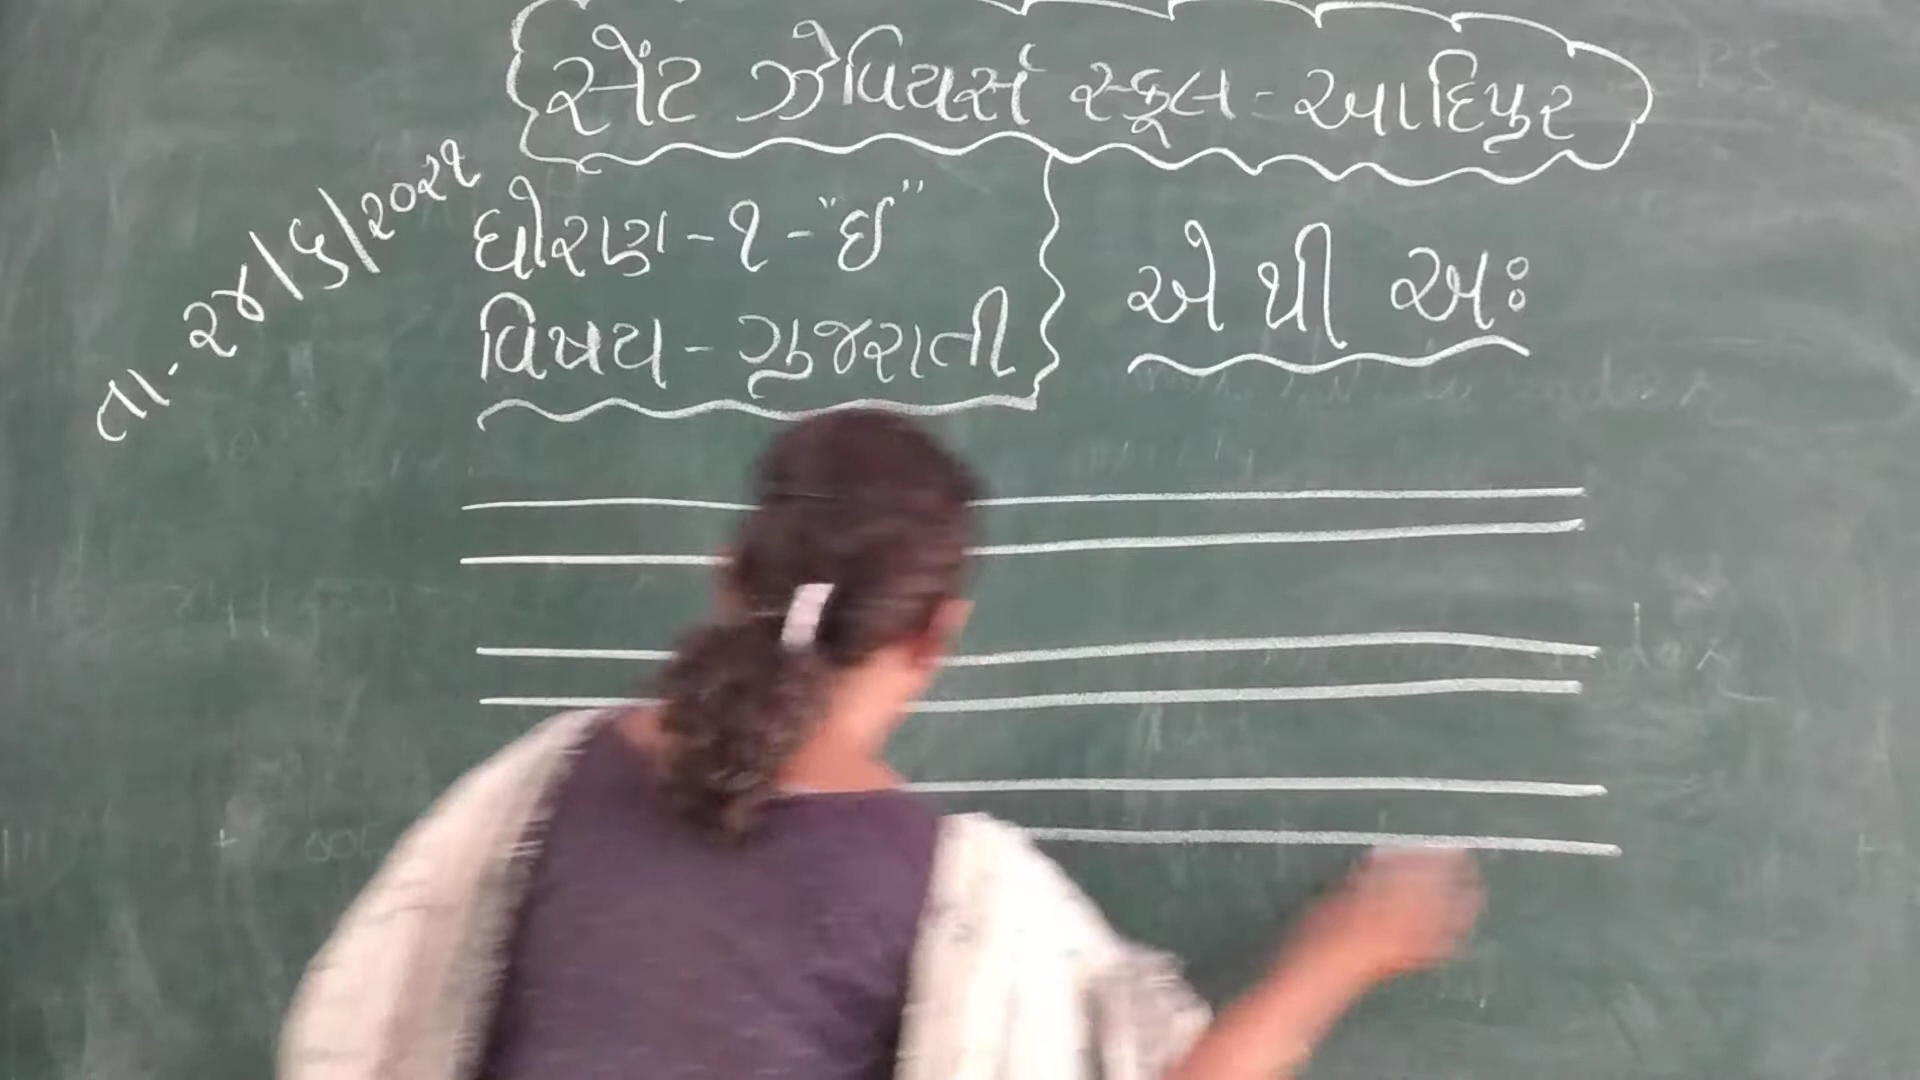 સેંટ ઝેવિયર્સ સ્કૂલ - આદિપુર
તા - ૨૪/૬/૨૦૨૧
ધોરણ - ૧ - "ઇ"
વિષય - ગુજરાતી
એ થી અઃ